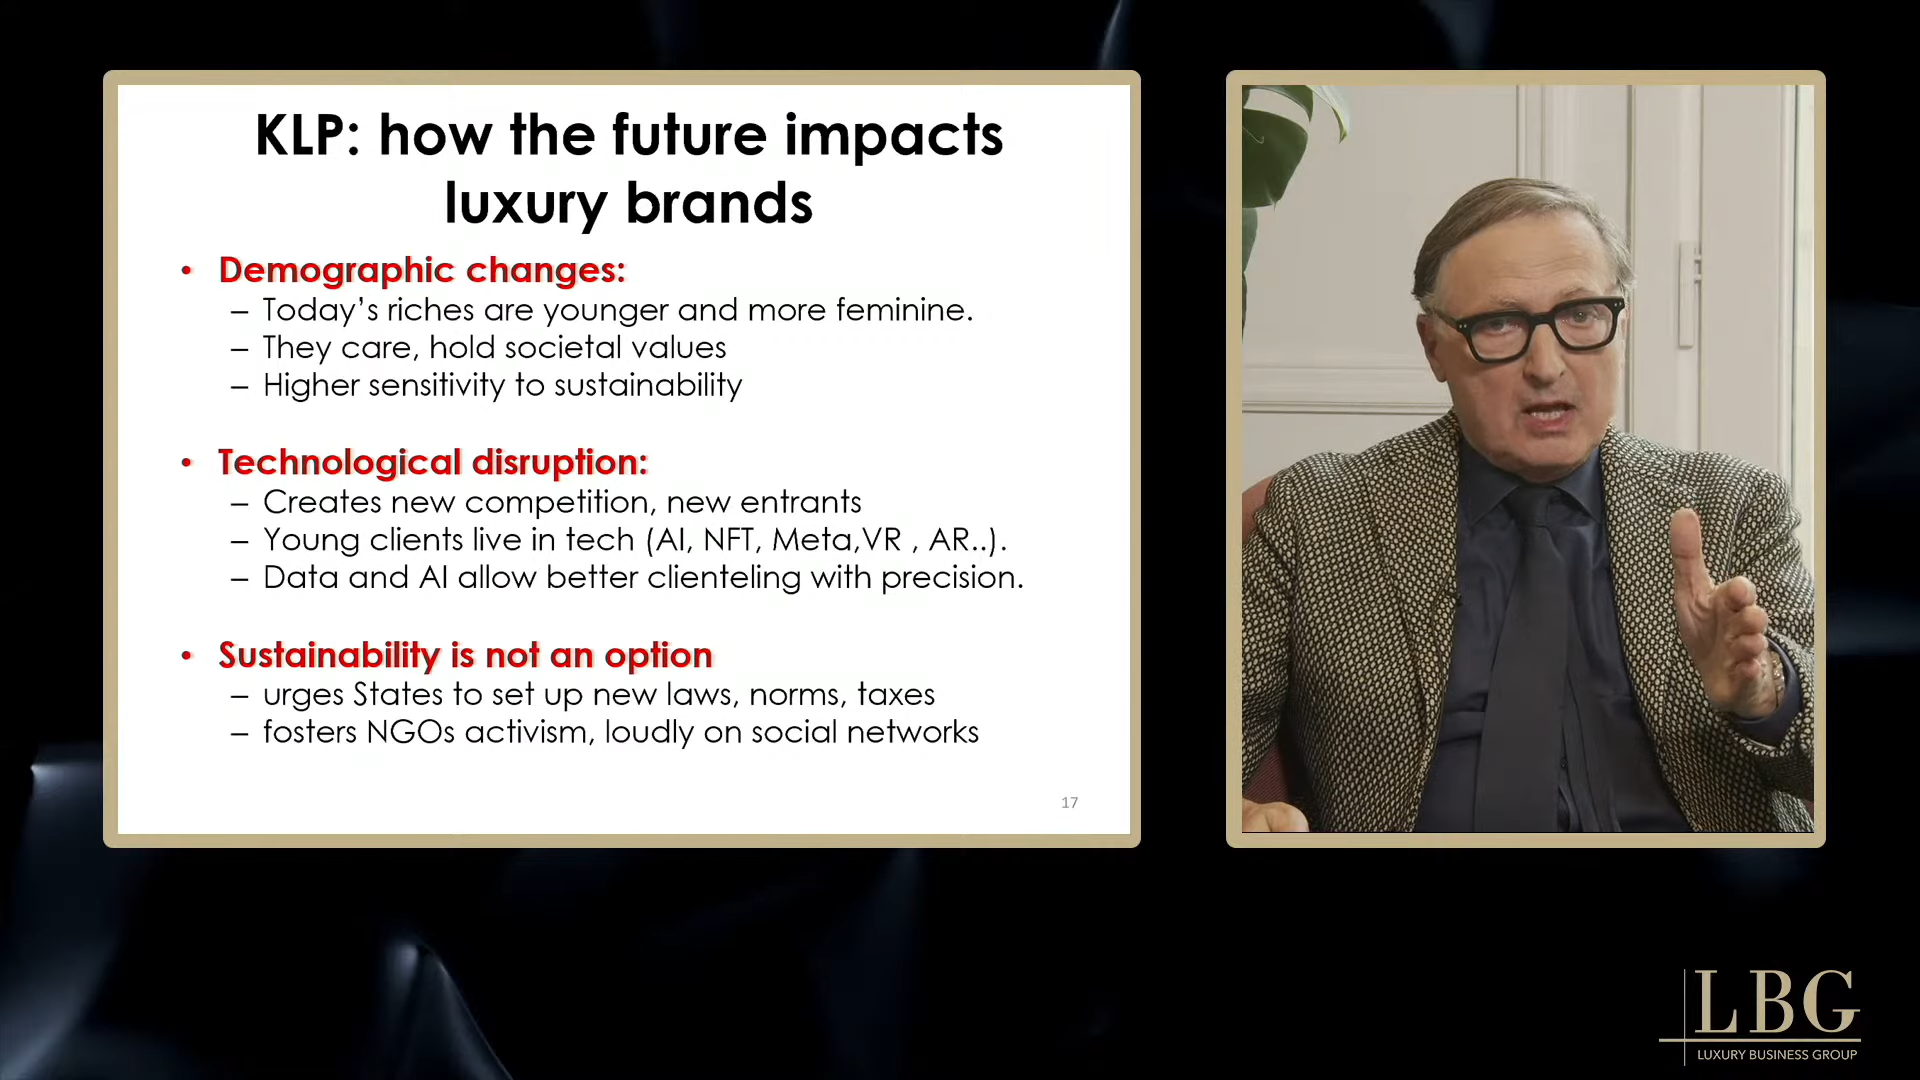 KLP: how the future impacts
luxury brands
• Demographic changes:
– Today’s riches are younger and more feminine.
– They care, hold societal values
– Higher sensitivity to sustainability
• Technological disruption:
– Creates new competition, new entrants
– Young clients live in tech (AI, NFT, Meta,VR , AR..).
– Data and AI allow better clienteling with precision.
• Sustainability is not an option
– urges States to set up new laws, norms, taxes
– fosters NGOs activism, loudly on social networks
17
LBG
LUXURY BUSINESS GROUP